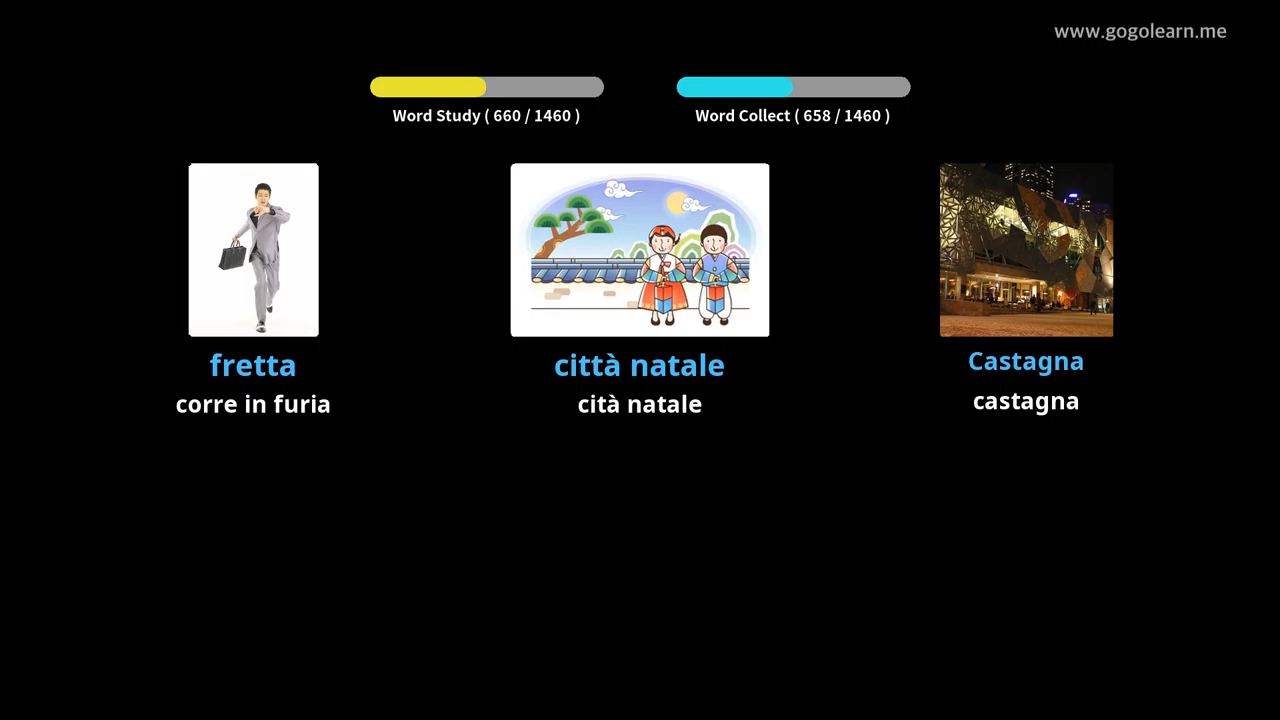 www.gogolearn.me
Word Study ( 660 / 1460 )
Word Collect ( 658 / 1460 )
fretta
corre in furia
città natale
cità natale
Castagna
castagna